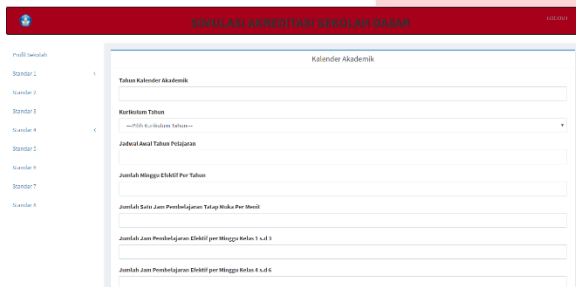 SIMULASI AKREDITASI SEKOLAH DASAR
LOGOUT
Profil Sekolah
Standar 1
Standar 2
Standar 3
Standar 4
Standar 5
Standar 6
Standar 7
Standar 8
Kalender Akademik
Tahun Kalender Akademik
Kurikulum Tahun
---Pilih Kurikulum Tahun---
Jadwal Awal Tahun Pelajaran
Jumlah Minggu Efektif Per Tahun
Jumlah Satu Jam Pembelajaran Tatap Muka Per Menit
Jumlah Jam Pembelajaran Efektif per Minggu Kelas 1 s.d 3
Jumlah Jam Pembelajaran Efektif per Minggu Kelas 4 s.d 6